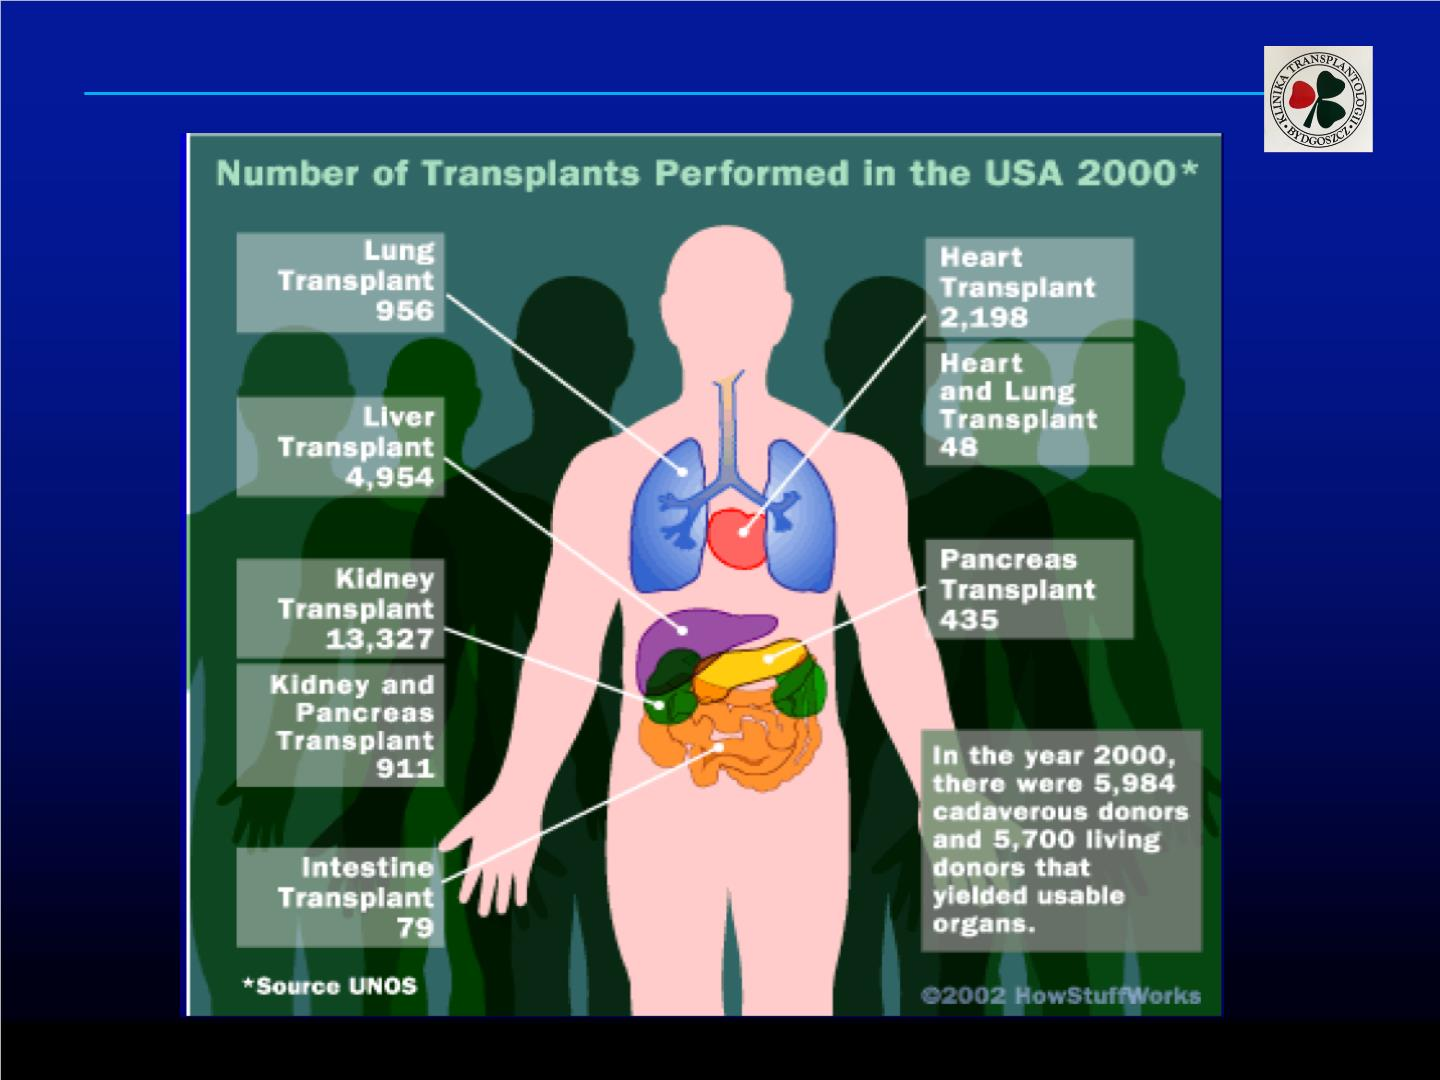 KLINIKA TRANSPLANTOLOGII
BYDGOSZCZ
Number of Transplants Performed in the USA 2000*
Lung
Transplant
956
Liver
Transplant
4,954
Kidney
Transplant
13,327
Kidney and
Pancreas
Transplant
911
Intestine
Transplant
79
Heart
Transplant
2,198
Heart
and Lung
Transplant
48
Pancreas
Transplant
435
In the year 2000,
there were 5,984
cadaverous donors
and 5,700 living
donors that
yielded usable
organs.
*Source UNOS
©2002 HowStuffWorks